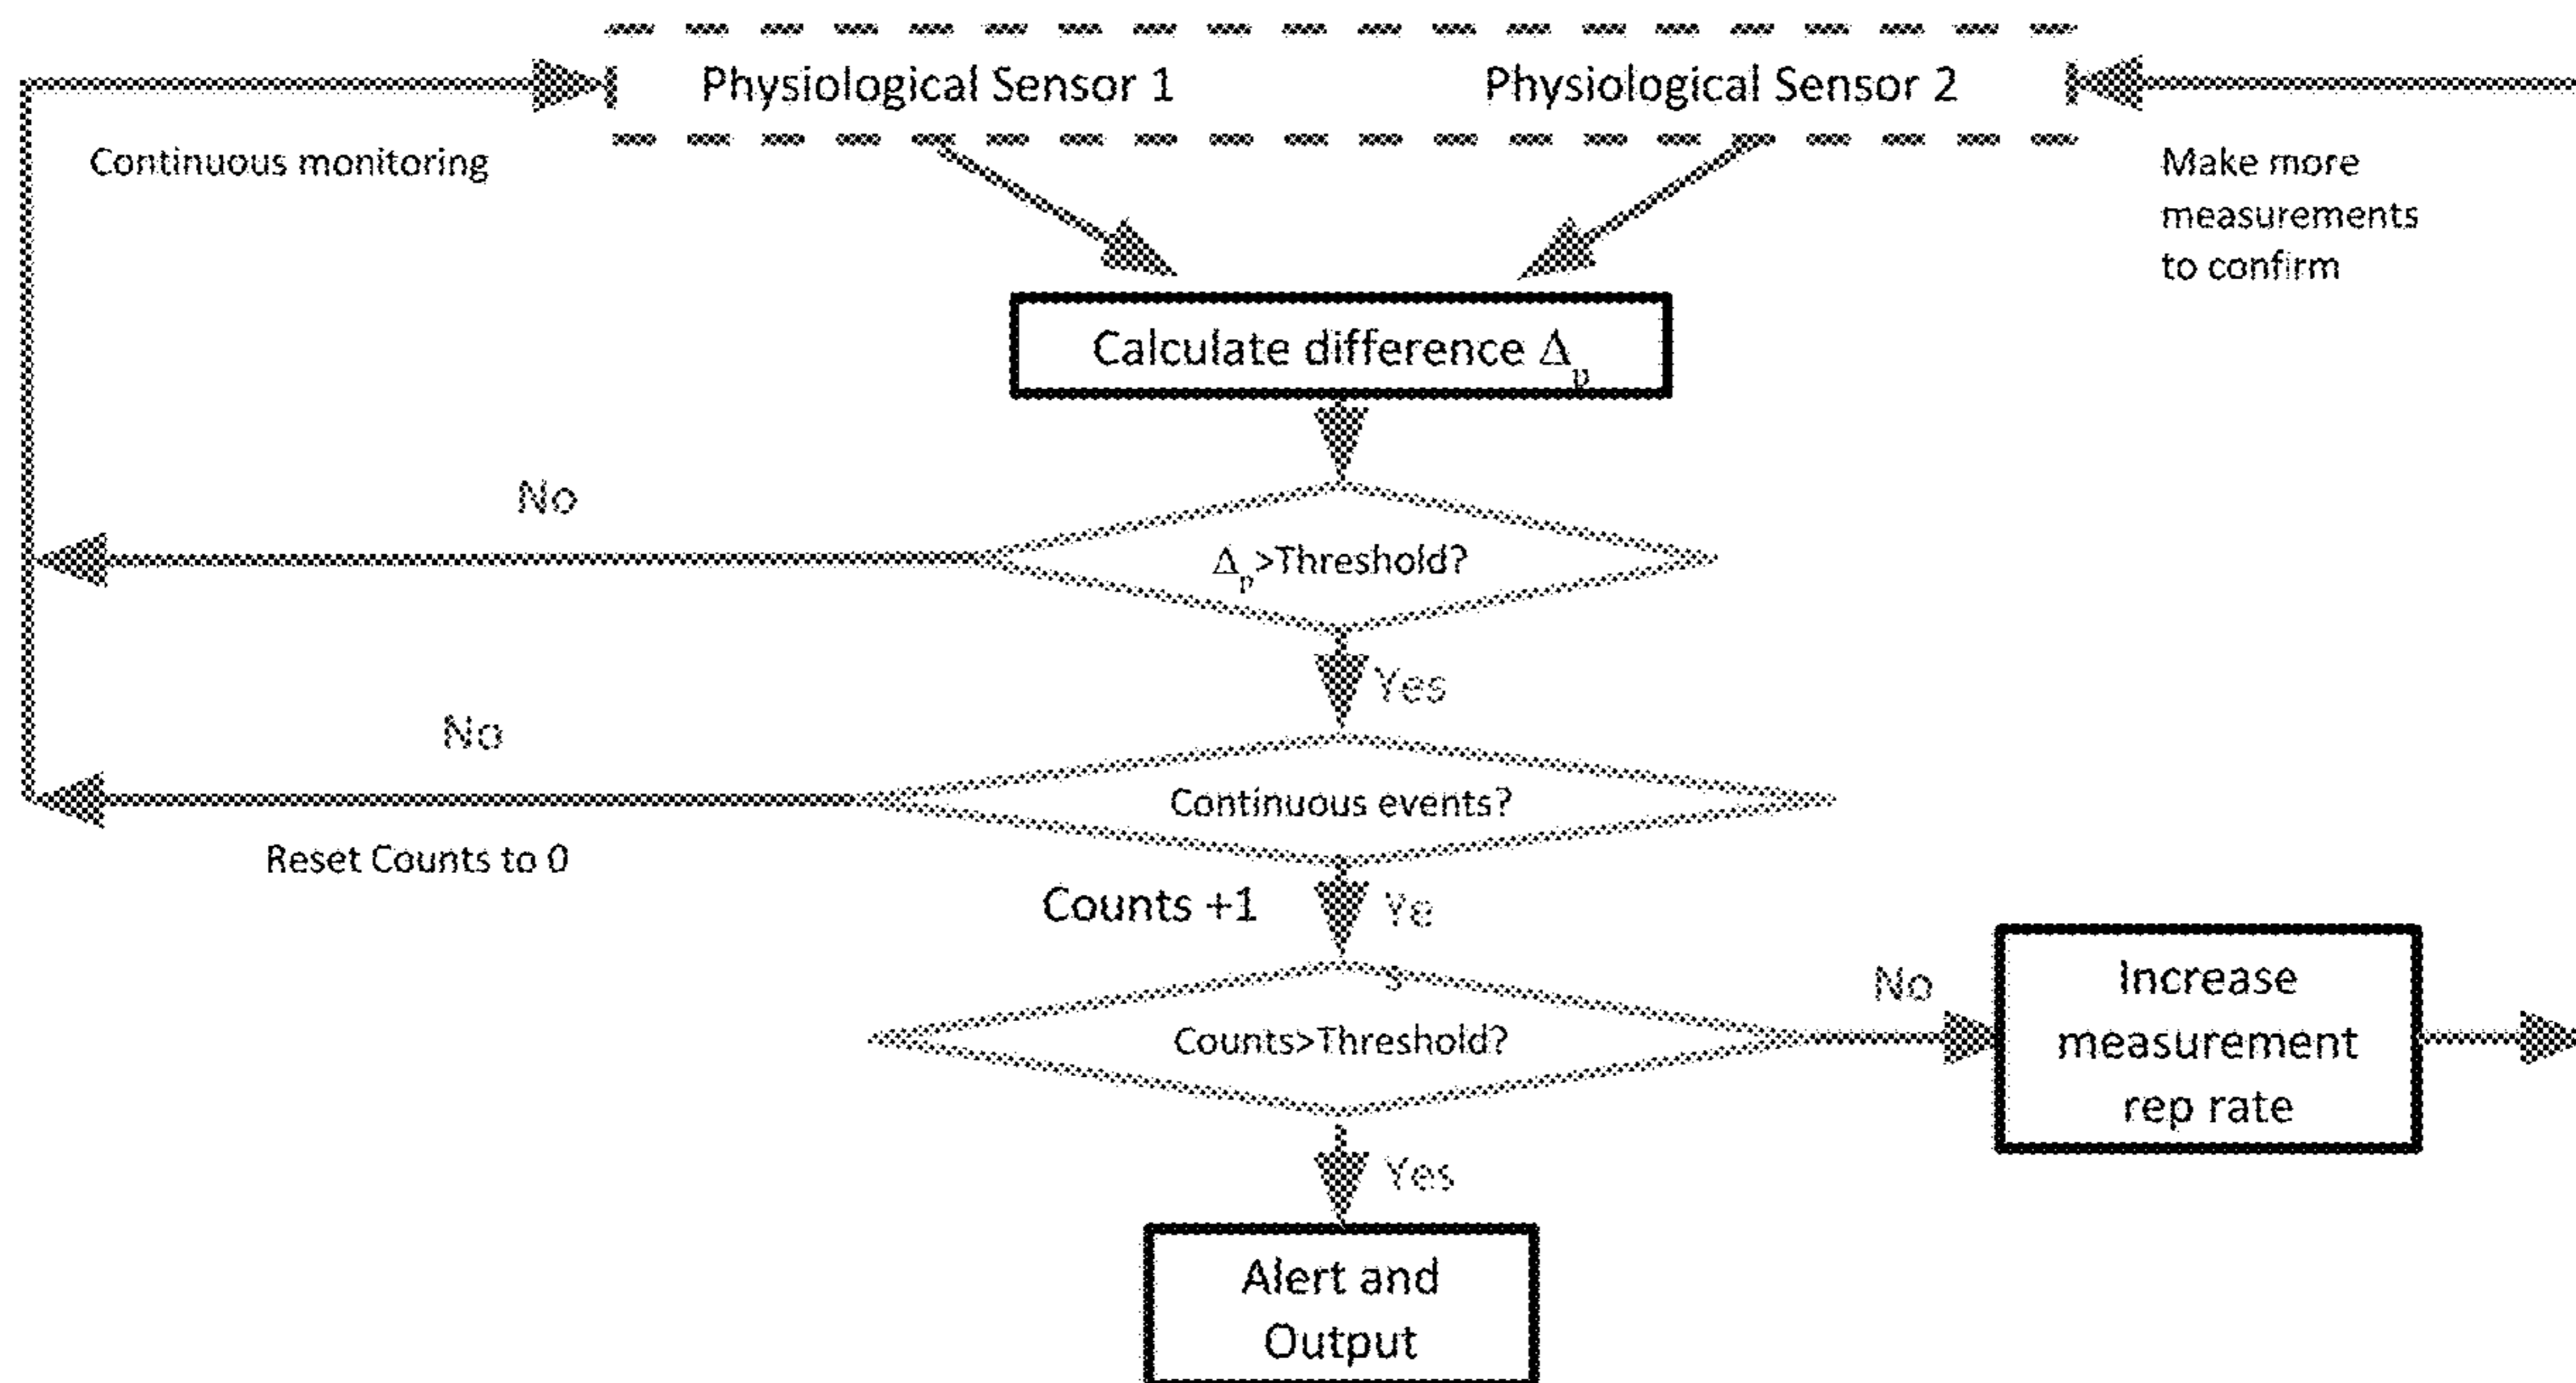 Physiological Sensor 1
Physiological Sensor 2
Continuous monitoring
Make more
measurements
to confirm
Calculate difference Δp
No
Δp>Threshold?
Yes
No
Continuous events?
Reset Counts to 0
Counts +1
Ye
s
No
Counts>Threshold?
Increase
measurement
rep rate
Yes
Alert and
Output